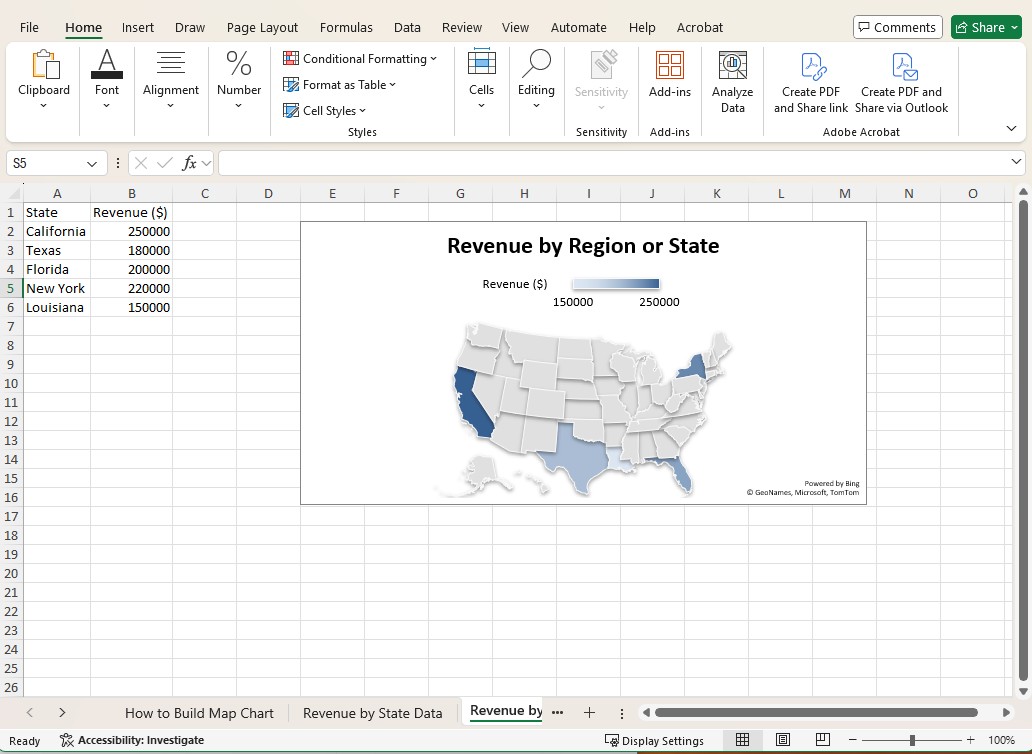 File Home Insert Draw Page Layout Formulas Data Review View Automate Help Acrobat Comments Share
Clipboard Font Alignment Number Conditional Formatting Format as Table Cell Styles Cells Editing Sensitivity Add-ins Analyze Data Create PDF and Share link Create PDF and Share via Outlook
Styles Sensitivity Add-ins Adobe Acrobat
S5 fx
A B C D E F G H I J K L M N O
1 State Revenue ($)
2 California 250000
3 Texas 180000
4 Florida 200000
5 New York 220000
6 Louisiana 150000
7
8
9
10
11
12
13
14
15
16
17
18
19
20
21
22
23
24
25
26
Revenue by Region or State
Revenue ($)
150000 250000
Powered by Bing
© GeoNames, Microsoft, TomTom
How to Build Map Chart Revenue by State Data Revenue by
Ready Accessibility: Investigate Display Settings 100%